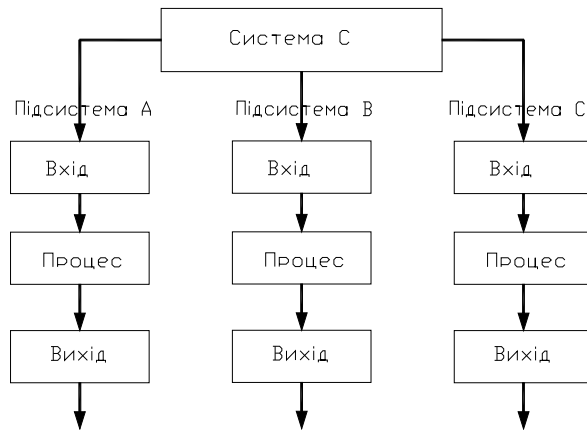 Система С
Підсистема А Підсистема В Підсистема С
Вхід Вхід Вхід
Процес Процес Процес
Вихід Вихід Вихід